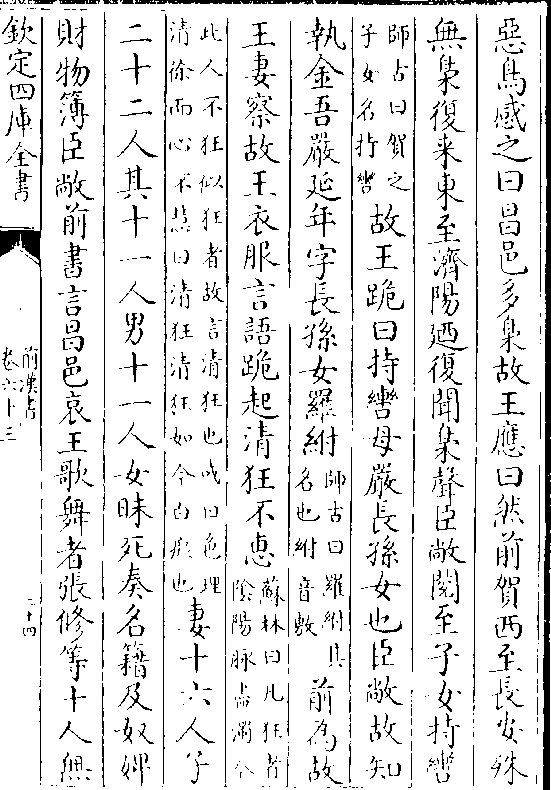 惡鳥感之曰昌邑多梟故王應曰然前賀西至長安殊
無梟復来東至濟陽廼復聞梟聲臣敞閱至子女持轡
師古曰賀之
子女名持轡
故王跪曰持轡母嚴長孫女也臣敞故知
執金吾嚴延年字長孫女羅紨
師古曰羅紨其
名也紨音敷
前為故
王妻察故王衣服言語跪起清狂不恵
蘇林曰凡狂者
隂陽脉盡濁今
此人不狂似狂者故言清狂也或曰色理
清徐而心不慧曰清狂清狂如今白癡也
妻十六人子
二十二人其十一人男十一人女昧死奏名籍及奴婢
財物簿臣敞前書言昌邑哀王歌舞者張修等十人無
欽定四庫全書
前漢書
卷六十三
二十四